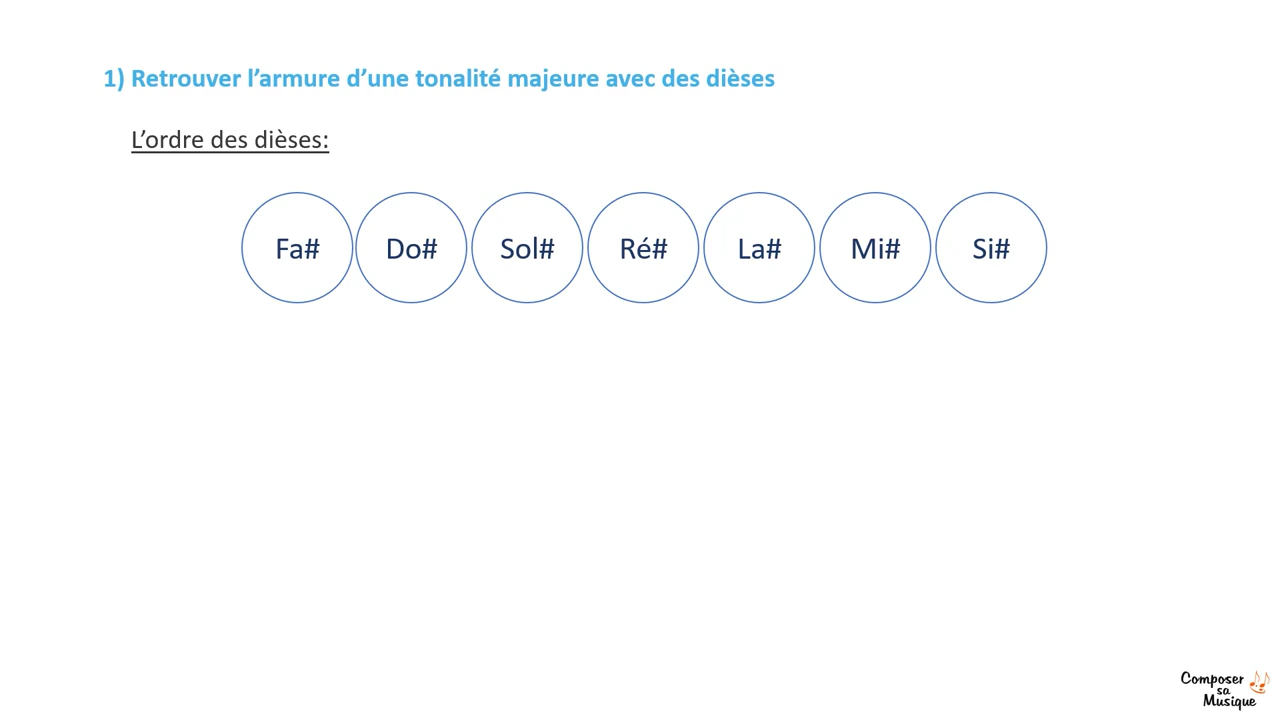 1) Retrouver l’armure d’une tonalité majeure avec des dièses
L’ordre des dièses:
Fa# Do# Sol# Ré# La# Mi# Si#
Composer
sa
Musique